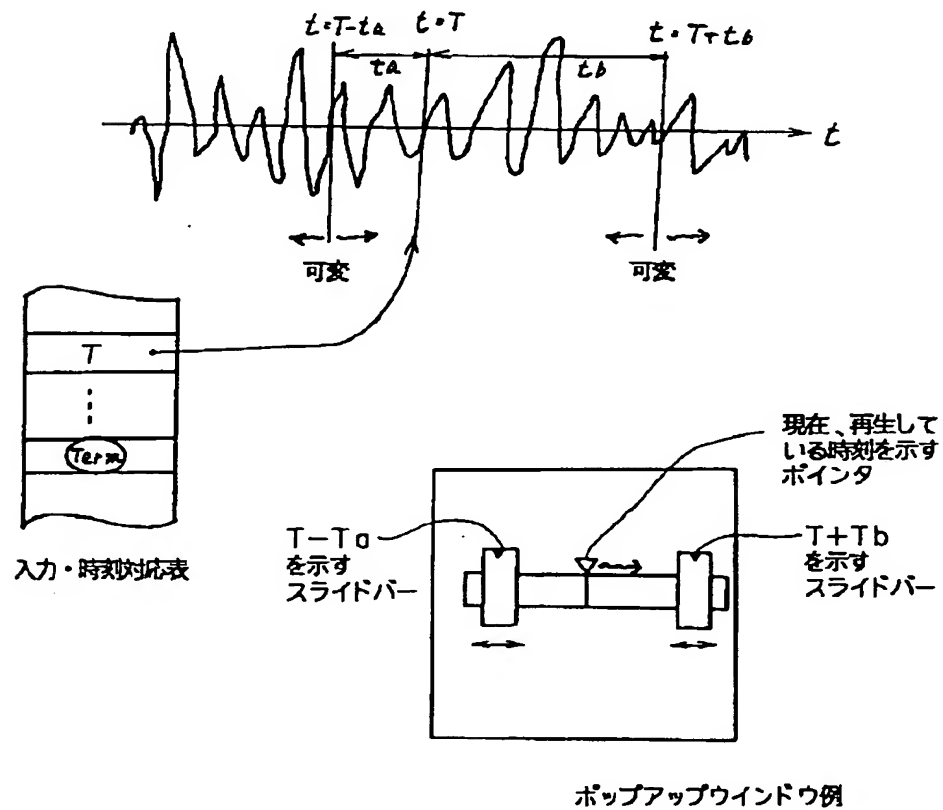 t=T-ta
t=T
t=T+tb
ta
tb
t
可変
可変
T
Term
入力・時刻対応表
現在、再生して
いる時刻を示す
ポインタ
T-Ta
を示す
スライドバー
T+Tb
を示す
スライドバー
ポップアップウインドウ例